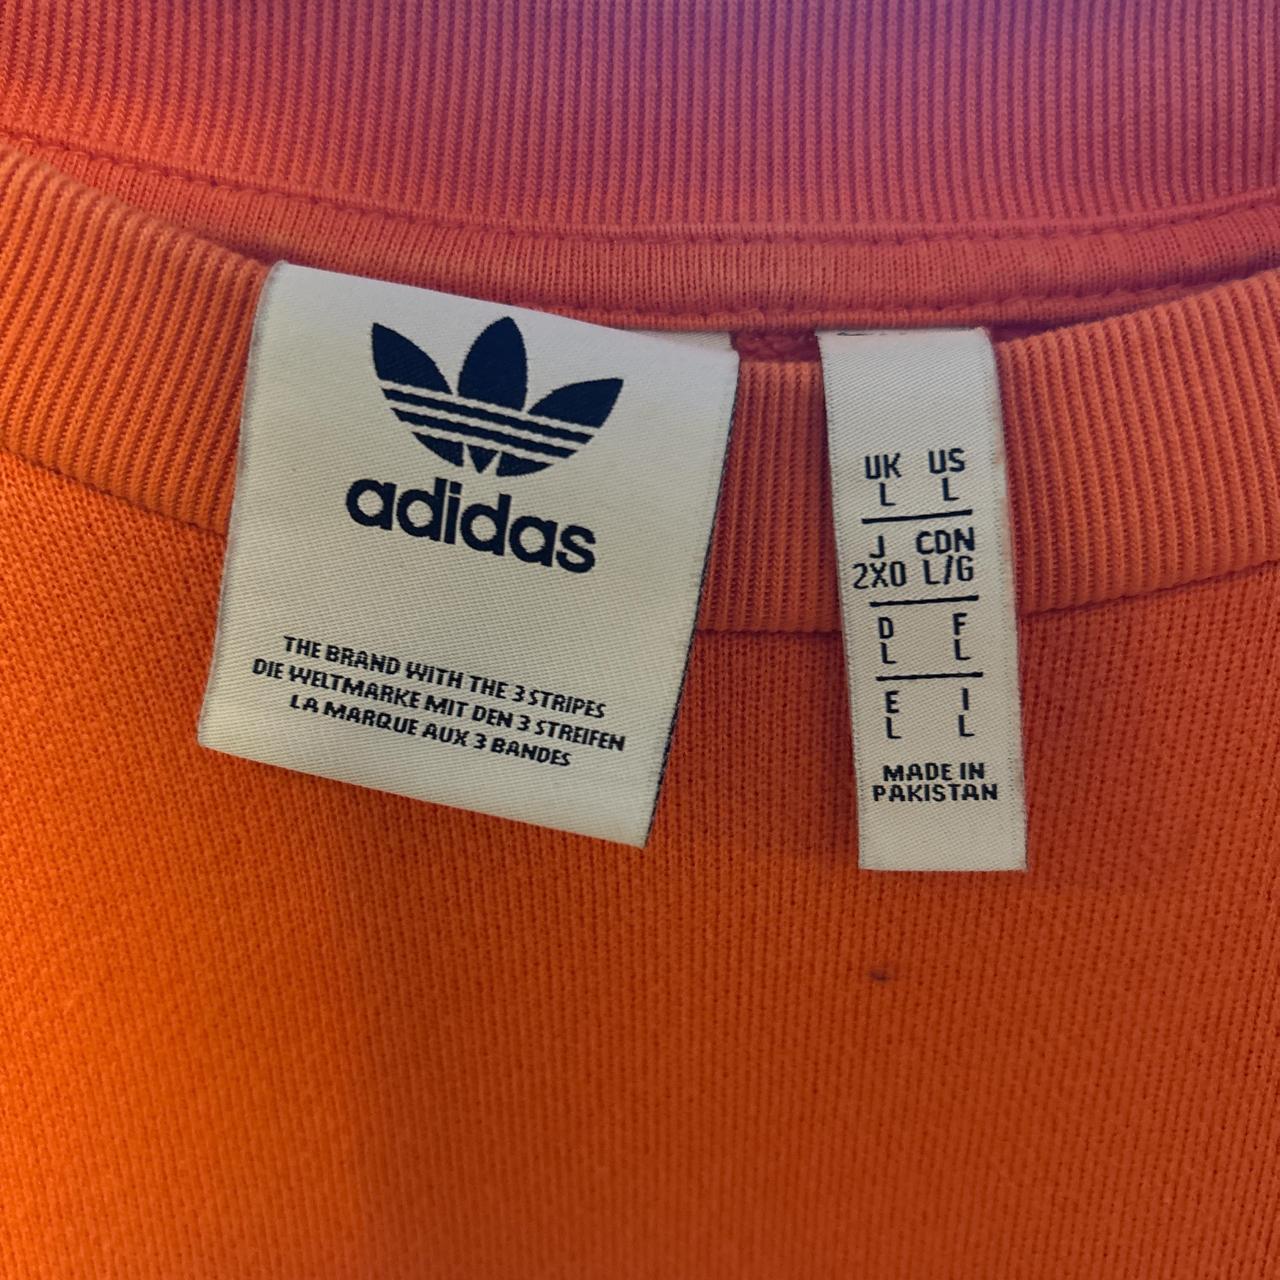 adidas
THE BRAND WITH THE 3 STRIPES
DIE WELTMARKE MIT DEN 3 STREIFEN
LA MARQUE AUX 3 BANDES
UK US
L L
J CDN
2XO L/G
D F
L L
E I
L L
MADE IN
PAKISTAN